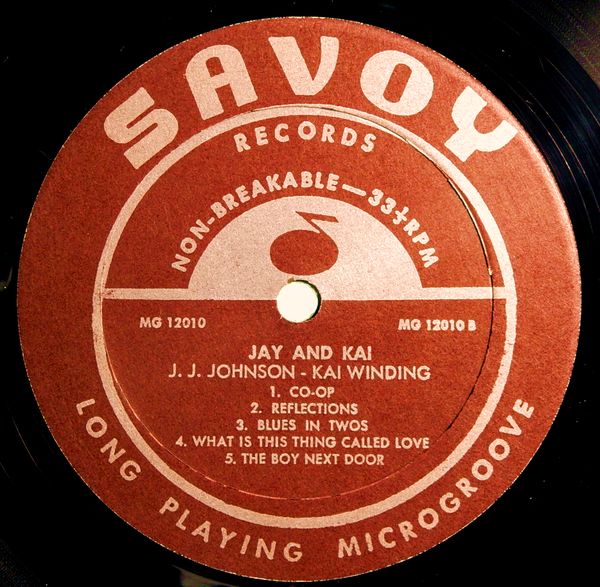 SAVOY
RECORDS
NON-BREAKABLE—33⅓RPM
MG 12010
MG 12010 B
JAY AND KAI
J. J. JOHNSON - KAI WINDING
1. CO-OP
2. REFLECTIONS
3. BLUES IN TWOS
4. WHAT IS THIS THING CALLED LOVE
5. THE BOY NEXT DOOR
LONG PLAYING MICROGROOVE